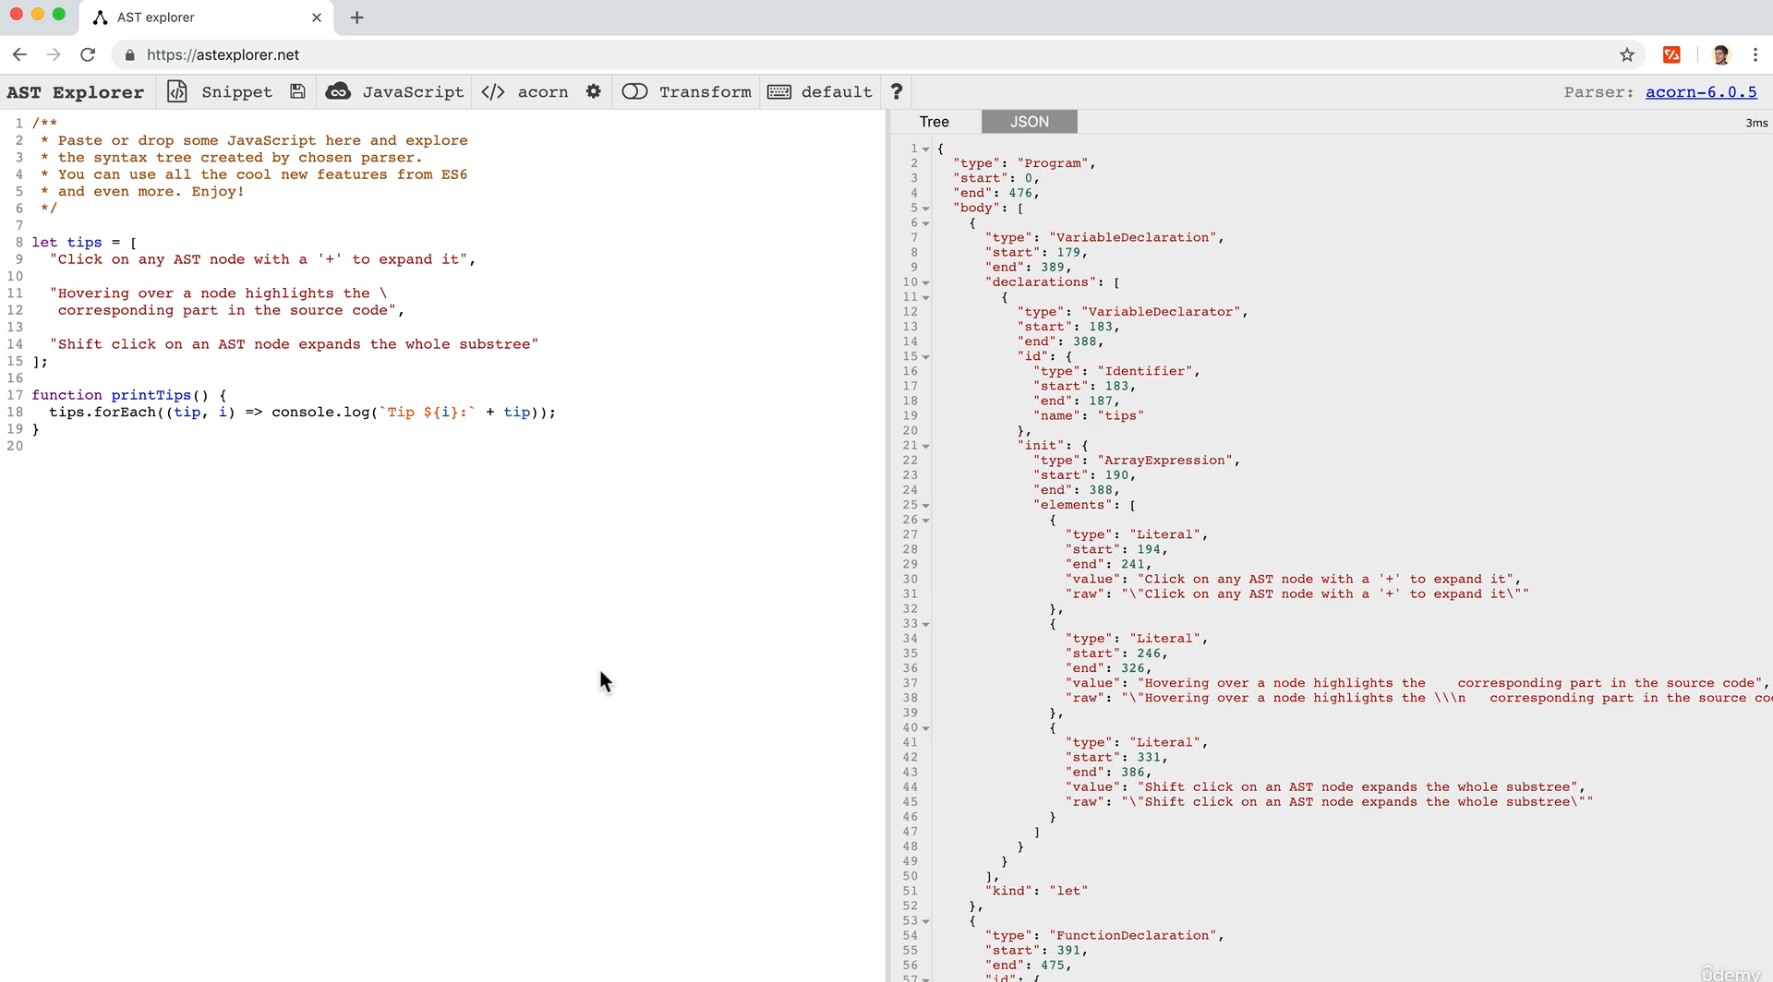 AST explorer
https://astexplorer.net
AST Explorer Snippet JavaScript </> acorn Transform default ? Parser: acorn-6.0.5
Tree JSON 3ms
1 /**
2  * Paste or drop some JavaScript here and explore
3  * the syntax tree created by chosen parser.
4  * You can use all the cool new features from ES6
5  * and even more. Enjoy!
6  */
7
8 let tips = [
9   "Click on any AST node with a '+' to expand it",
10
11   "Hovering over a node highlights the \
12    corresponding part in the source code",
13
14   "Shift click on an AST node expands the whole substree"
15 ];
16
17 function printTips() {
18   tips.forEach((tip, i) => console.log(`Tip ${i}:` + tip));
19 }
20
1 {
2   "type": "Program",
3   "start": 0,
4   "end": 476,
5   "body": [
6     {
7       "type": "VariableDeclaration",
8       "start": 179,
9       "end": 389,
10       "declarations": [
11         {
12           "type": "VariableDeclarator",
13           "start": 183,
14           "end": 388,
15           "id": {
16             "type": "Identifier",
17             "start": 183,
18             "end": 187,
19             "name": "tips"
20           },
21           "init": {
22             "type": "ArrayExpression",
23             "start": 190,
24             "end": 388,
25             "elements": [
26               {
27                 "type": "Literal",
28                 "start": 194,
29                 "end": 241,
30                 "value": "Click on any AST node with a '+' to expand it",
31                 "raw": "\"Click on any AST node with a '+' to expand it\""
32               },
33               {
34                 "type": "Literal",
35                 "start": 246,
36                 "end": 326,
37                 "value": "Hovering over a node highlights the    corresponding part in the source code",
38                 "raw": "\"Hovering over a node highlights the \\\n   corresponding part in the source co
39               },
40               {
41                 "type": "Literal",
42                 "start": 331,
43                 "end": 386,
44                 "value": "Shift click on an AST node expands the whole substree",
45                 "raw": "\"Shift click on an AST node expands the whole substree\""
46               }
47             ]
48           }
49         }
50       ],
51       "kind": "let"
52     },
53     {
54       "type": "FunctionDeclaration",
55       "start": 391,
56       "end": 475,
57       "id": {
ûdemy